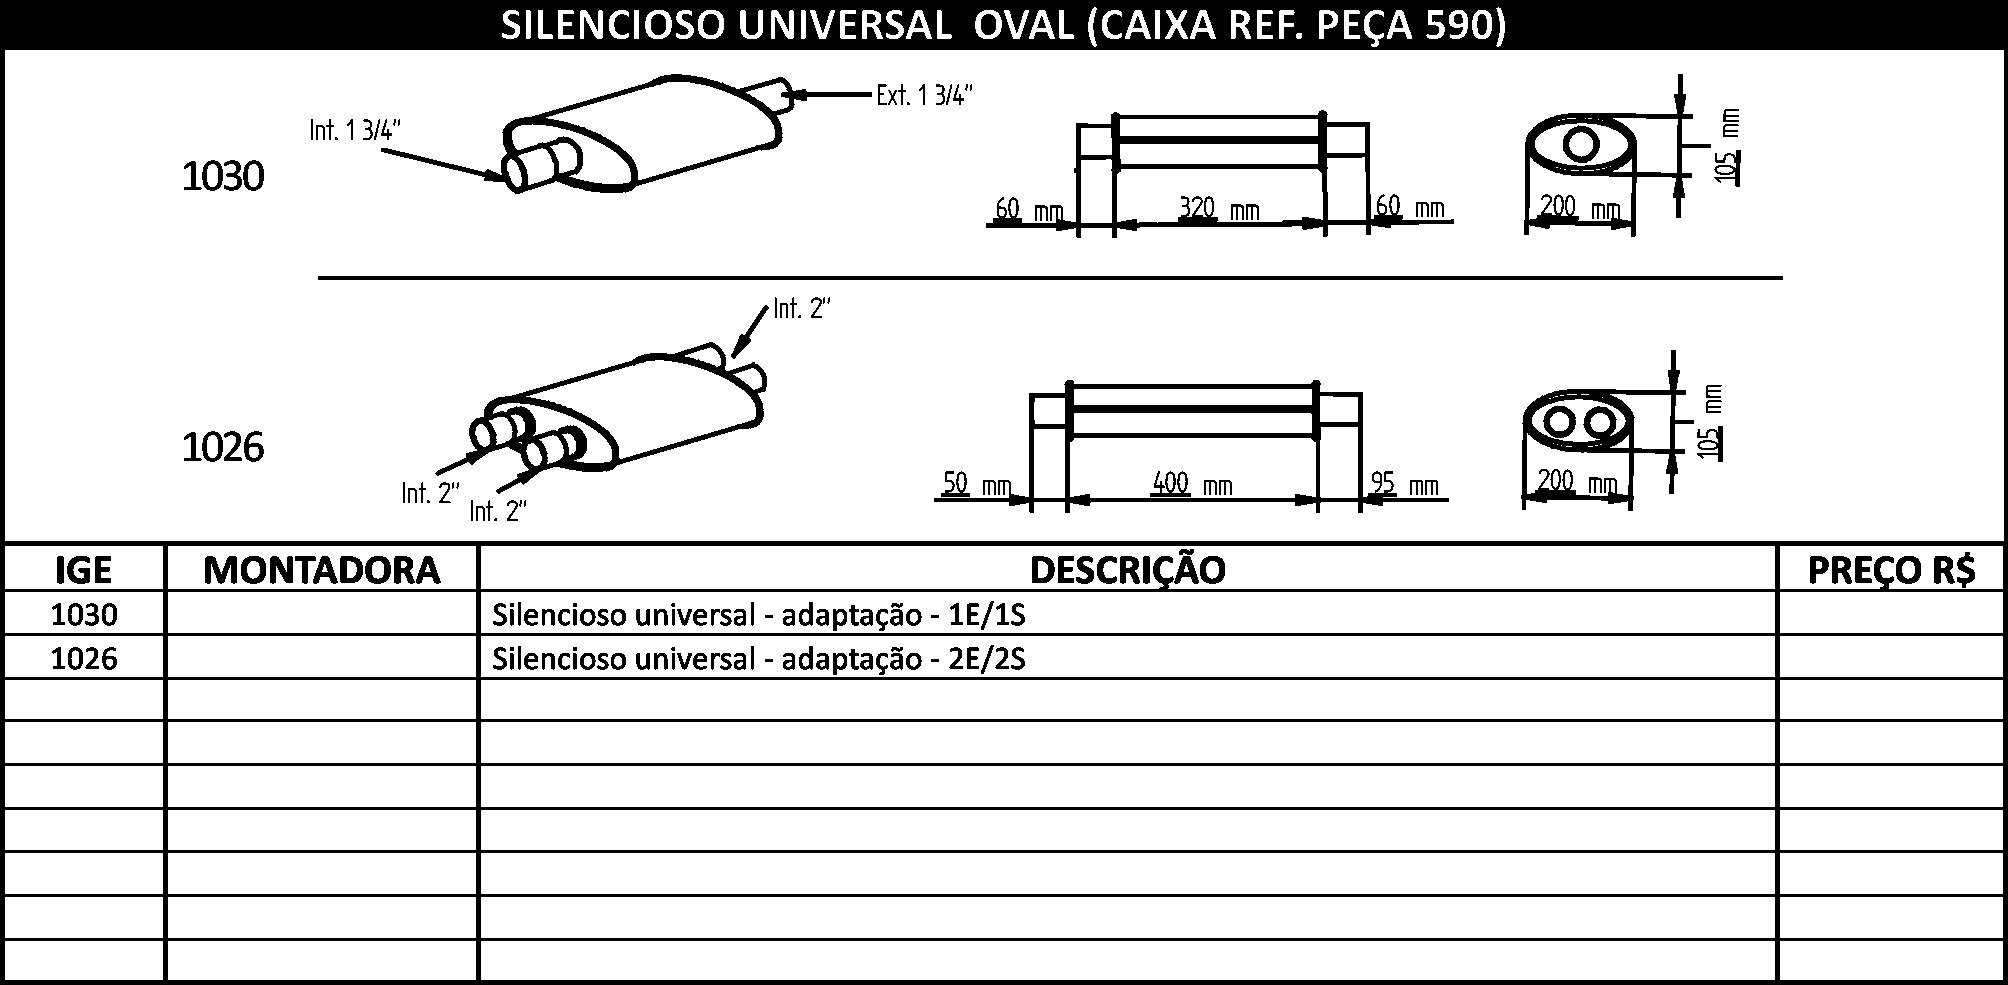 SILENCIOSO UNIVERSAL OVAL (CAIXA REF. PEÇA 590)
1030
Int. 1 3/4"
Ext. 1 3/4"
60 mm
320 mm
60 mm
200 mm
105 mm
1026
Int. 2"
Int. 2"
Int. 2"
50 mm
400 mm
95 mm
200 mm
105 mm
IGE MONTADORA DESCRIÇÃO PREÇO R$
1030 Silencioso universal - adaptação - 1E/1S
1026 Silencioso universal - adaptação - 2E/2S